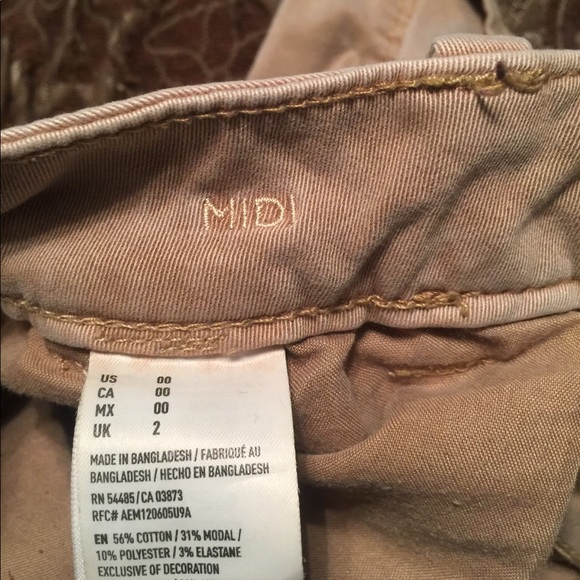 MIDI
US 00
CA 00
MX 00
UK 2
MADE IN BANGLADESH / FABRIQUÉ AU
BANGLADESH / HECHO EN BANGLADESH
RN 54485 / CA 03873
RFC# AEM120605U9A
EN 56% COTTON / 31% MODAL /
10% POLYESTER / 3% ELASTANE
EXCLUSIVE OF DECORATION